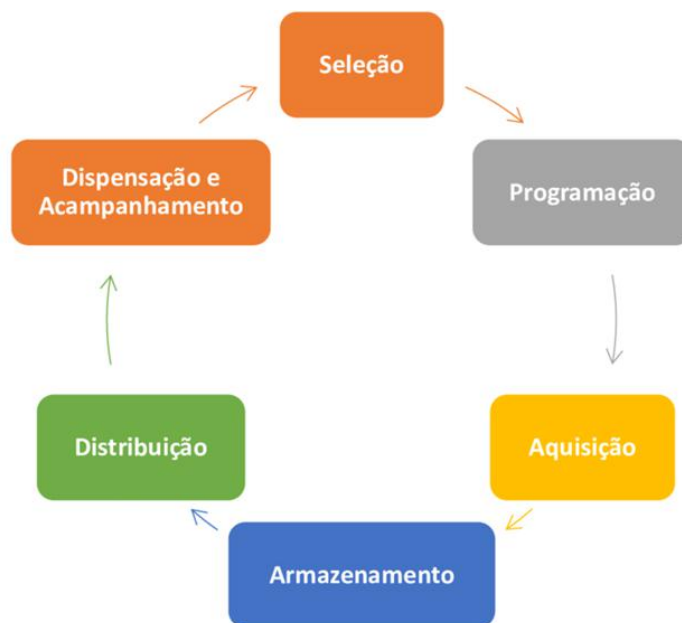 Seleção
Programação
Aquisição
Armazenamento
Distribuição
Dispensação e
Acampanhamento